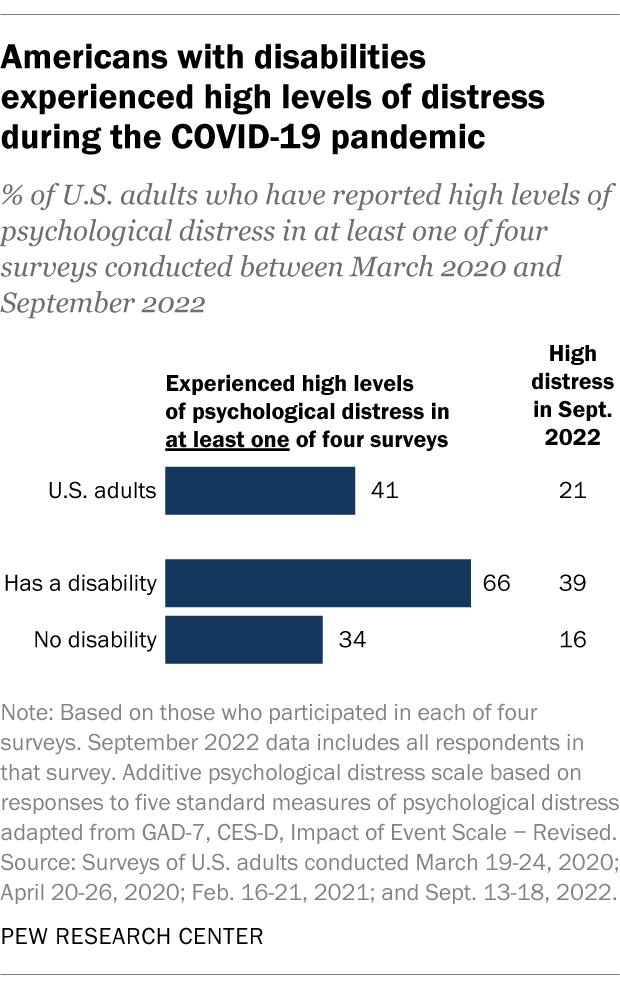 Americans with disabilities
experienced high levels of distress
during the COVID-19 pandemic
% of U.S. adults who have reported high levels of
psychological distress in at least one of four
surveys conducted between March 2020 and
September 2022
Experienced high levels
of psychological distress in
at least one of four surveys
High
distress
in Sept.
2022
U.S. adults 41 21
Has a disability 66 39
No disability 34 16
Note: Based on those who participated in each of four
surveys. September 2022 data includes all respondents in
that survey. Additive psychological distress scale based on
responses to five standard measures of psychological distress
adapted from GAD-7, CES-D, Impact of Event Scale – Revised.
Source: Surveys of U.S. adults conducted March 19-24, 2020;
April 20-26, 2020; Feb. 16-21, 2021; and Sept. 13-18, 2022.
PEW RESEARCH CENTER